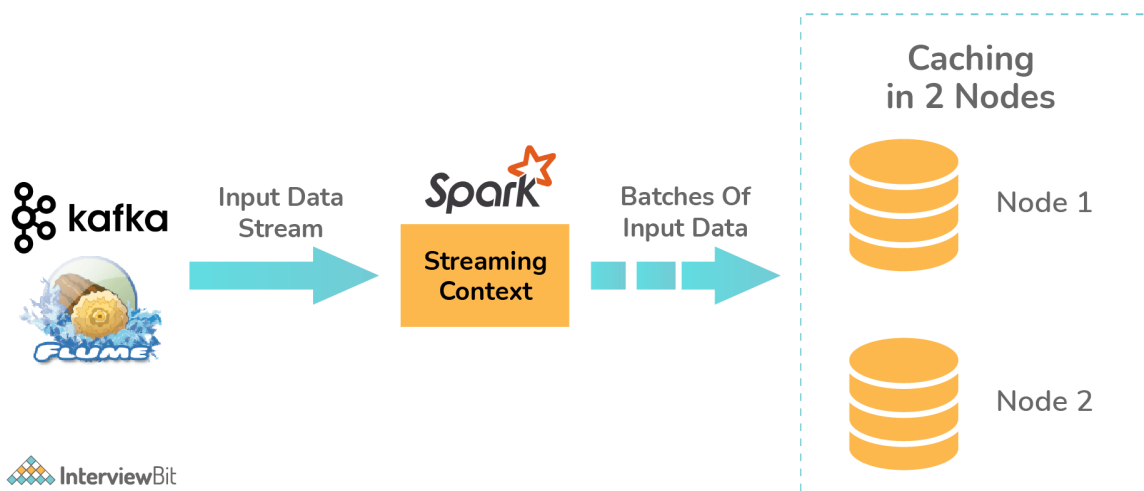 kafka
FLUME
Input Data
Stream
Spark
Streaming
Context
Batches Of
Input Data
Caching
in 2 Nodes
Node 1
Node 2
InterviewBit